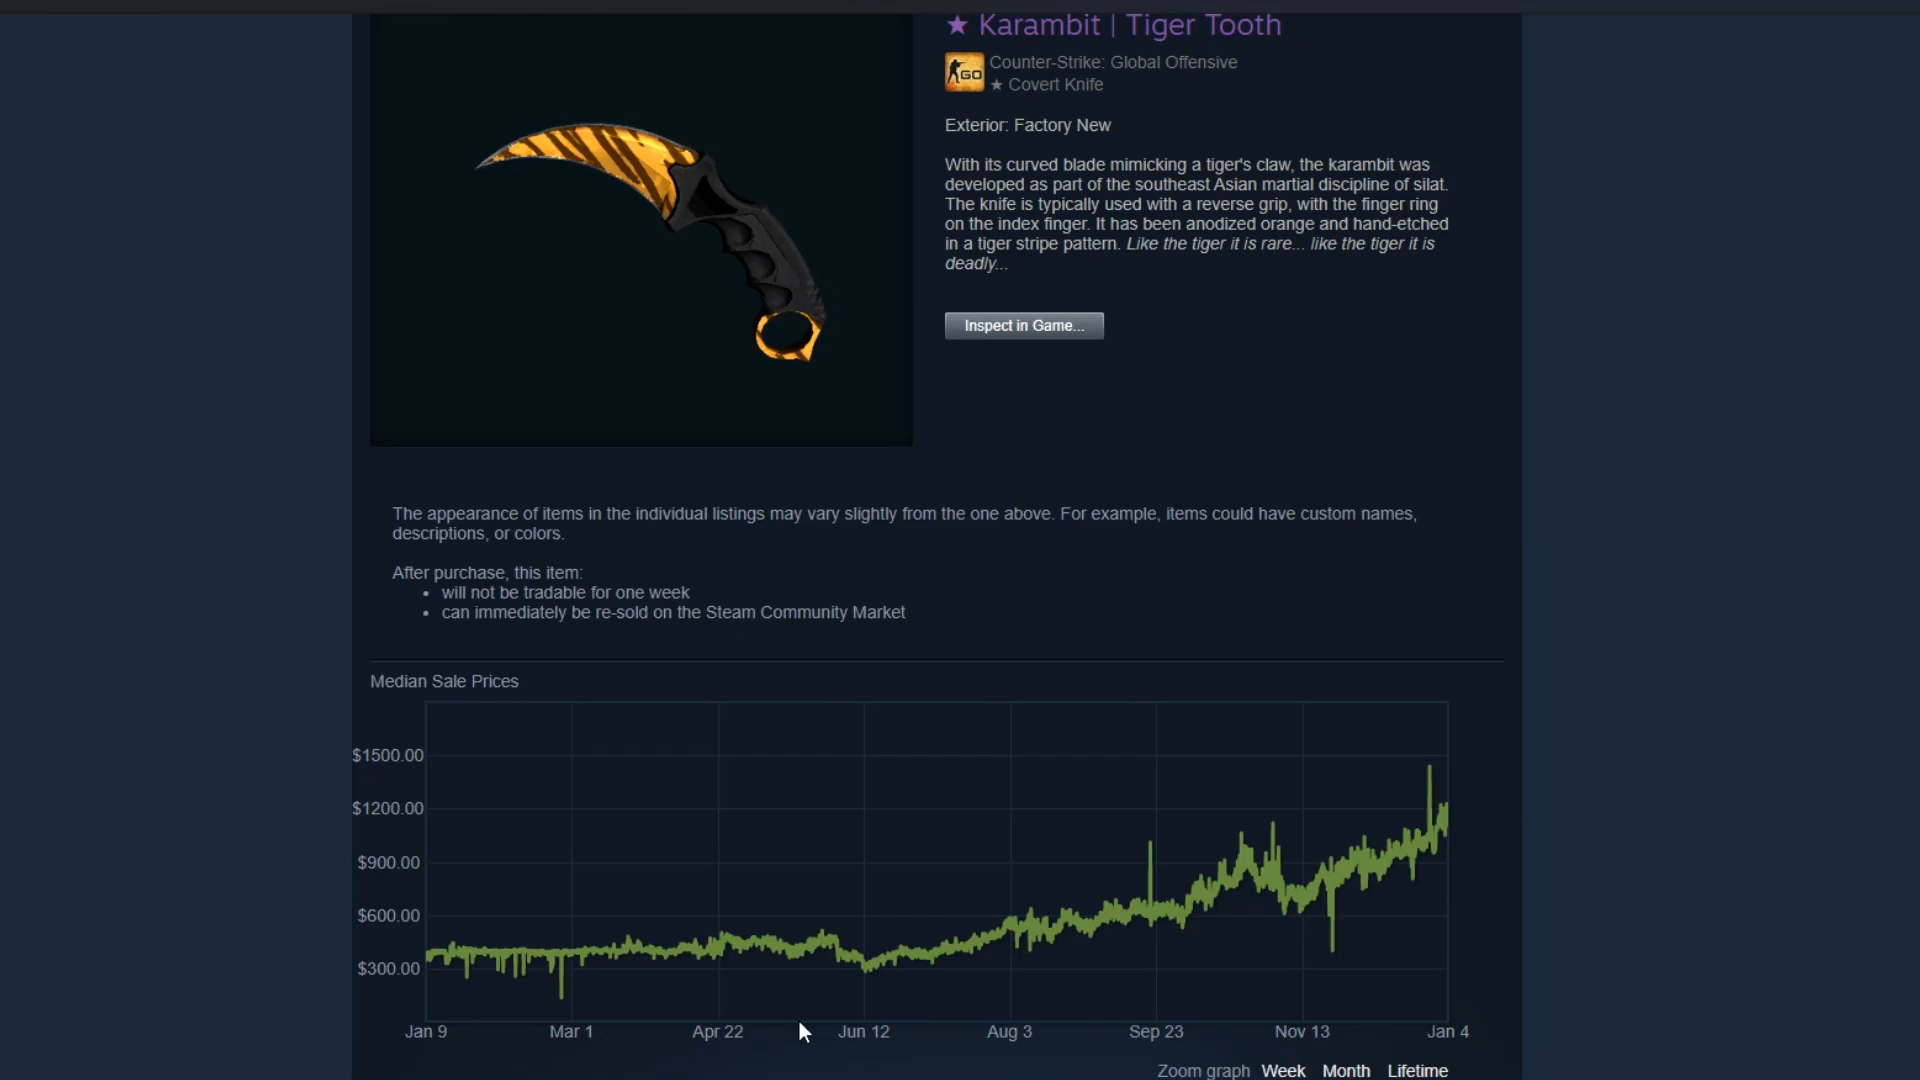 ★ Karambit | Tiger Tooth
GO
Counter-Strike: Global Offensive
★ Covert Knife
Exterior: Factory New
With its curved blade mimicking a tiger's claw, the karambit was
developed as part of the southeast Asian martial discipline of silat.
The knife is typically used with a reverse grip, with the finger ring
on the index finger. It has been anodized orange and hand-etched
in a tiger stripe pattern. Like the tiger it is rare... like the tiger it is
deadly...
Inspect in Game...
The appearance of items in the individual listings may vary slightly from the one above. For example, items could have custom names,
descriptions, or colors.
After purchase, this item:
• will not be tradable for one week
• can immediately be re-sold on the Steam Community Market
Median Sale Prices
$1500.00
$1200.00
$900.00
$600.00
$300.00
Jan 9 Mar 1 Apr 22 Jun 12 Aug 3 Sep 23 Nov 13 Jan 4
Zoom graph Week Month Lifetime